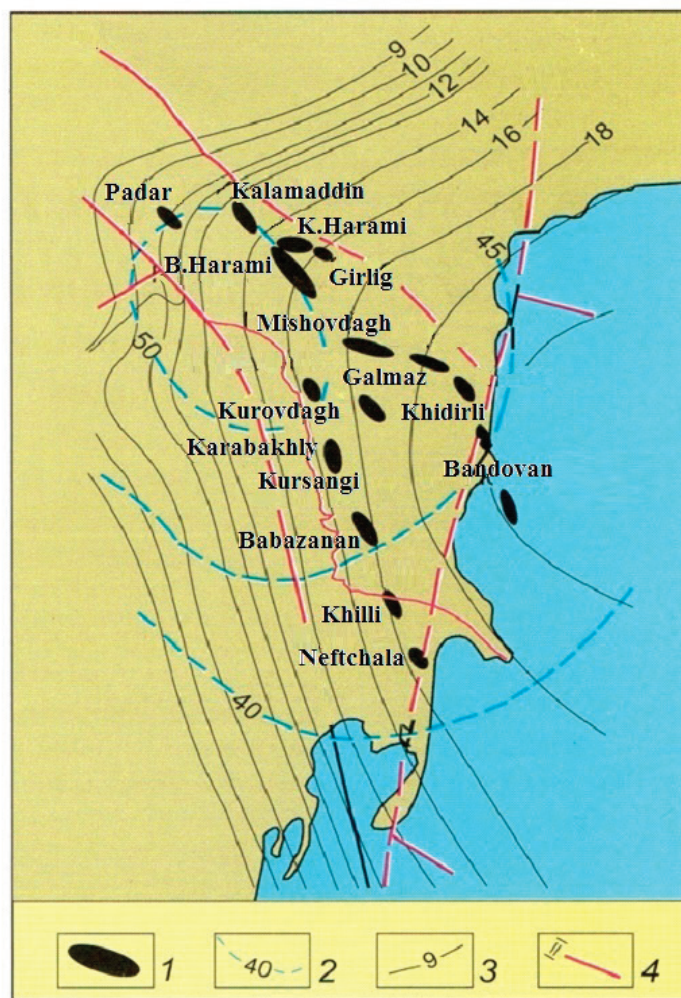 9
10
12
14
16
18
Padar
Kalamaddin
K.Harami
B.Harami
Girlig
45
Mishovdagh
50
Galmaz
Kurovdagh
Khidirli
Karabakhly
Kursangi
Bandovan
Babazanan
Khilli
Neftchala
40
1
40
2
9
3
II
4